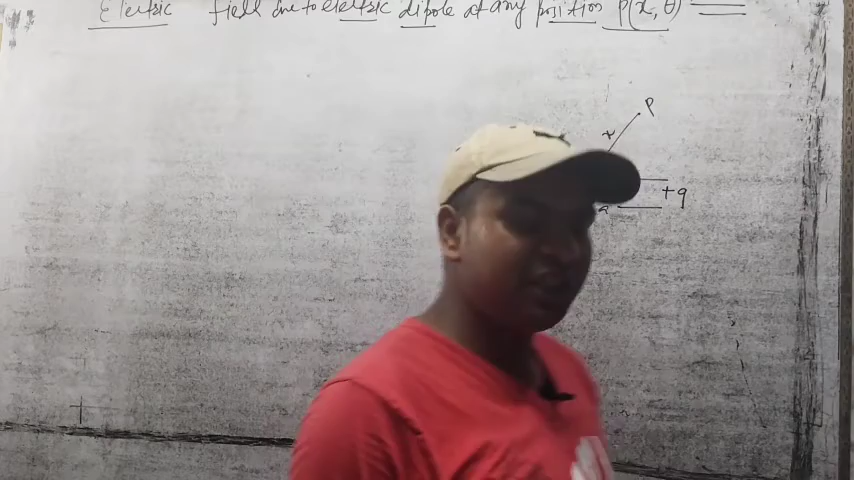 Electric field due to electric dipole at any position P(x, θ)
P
x
+q
a